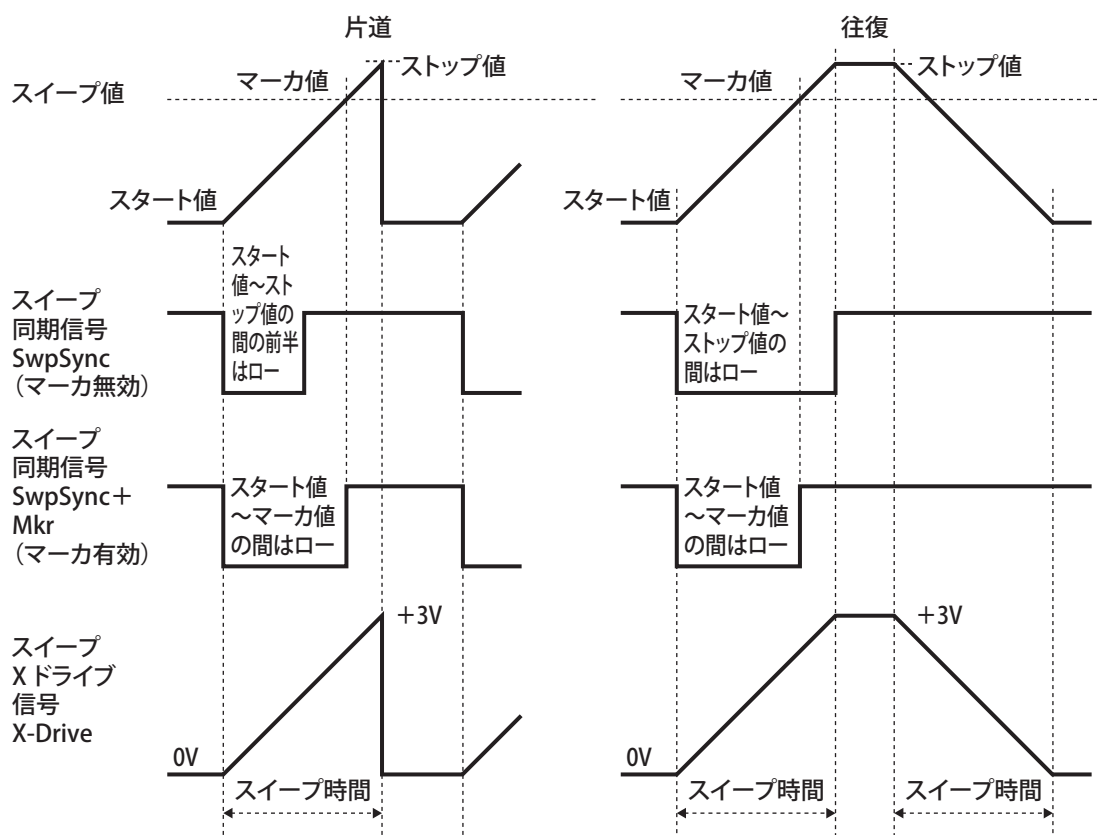 片道
往復
スイープ値
マーカ値
ストップ値
マーカ値
ストップ値
スタート値
スタート値
スイープ
同期信号
SwpSync
（マーカ無効）
スタート
値～スト
ップ値の
間の前半
はロー
スタート値～
ストップ値の
間はロー
スイープ
同期信号
SwpSync＋
Mkr
（マーカ有効）
スタート値
～マーカ値
の間はロー
スタート値
～マーカ値
の間はロー
スイープ
X ドライブ
信号
X-Drive
＋3V
0V
スイープ時間
＋3V
0V
スイープ時間
スイープ時間